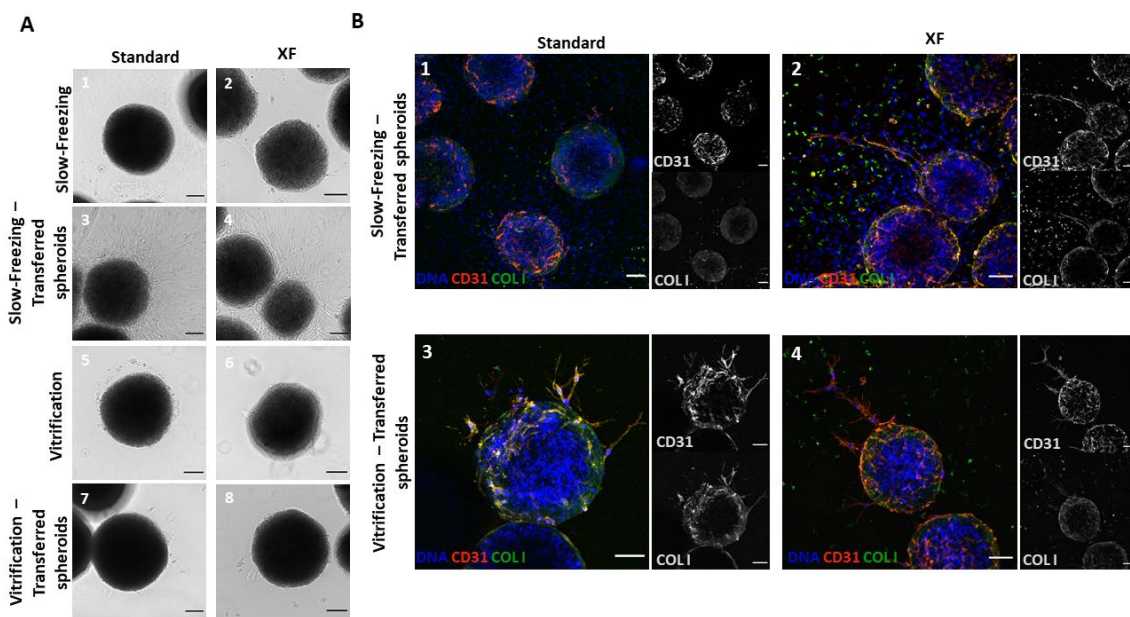 A
Standard
XF
Slow-Freezing
1
2
Slow-Freezing –
Transferred
spheroids
3
4
Vitrification
5
6
Vitrification –
Transferred
spheroids
7
8
B
Standard
XF
Slow-Freezing –
Transferred spheroids
1
DNA CD31 COL I
CD31
COL I
2
DNA CD31 COL I
CD31
COL I
Vitrification – Transferred
spheroids
3
DNA CD31 COL I
CD31
COL I
4
DNA CD31 COL I
CD31
COL I